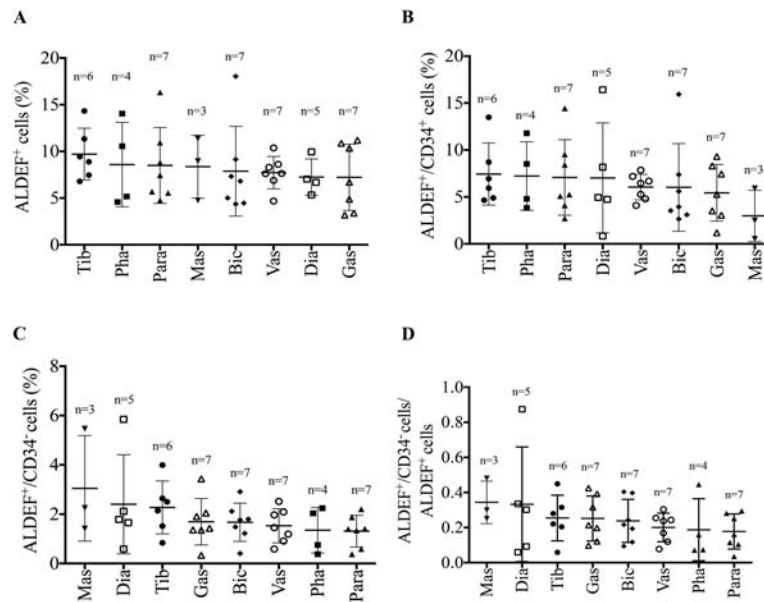 A
ALDEF+ cells (%)
20
15
10
5
0
n=6
n=4
n=7
n=3
n=7
n=7
n=5
n=7
Tib
Pha
Para
Mas
Bic
Vas
Dia
Gas
B
ALDEF+/CD34+ cells (%)
20
15
10
5
0
n=6
n=4
n=7
n=5
n=7
n=7
n=7
n=3
Tib
Pha
Para
Dia
Vas
Bic
Gas
Mas
C
ALDEF+/CD34- cells (%)
8
6
4
2
0
n=3
n=5
n=6
n=7
n=7
n=7
n=4
n=7
Mas
Dia
Tib
Gas
Bic
Vas
Pha
Para
D
ALDEF+/CD34- cells/
ALDEF+ cells
1.0
0.8
0.6
0.4
0.2
0.0
n=3
n=5
n=6
n=7
n=7
n=7
n=4
n=7
Mas
Dia
Tib
Gas
Bic
Vas
Pha
Para